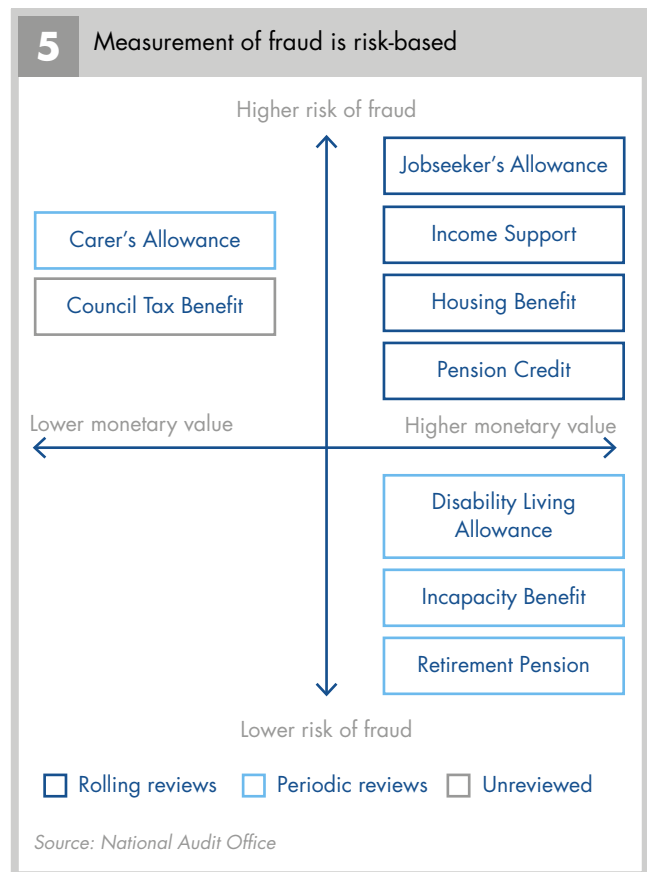 5
Measurement of fraud is risk-based
Higher risk of fraud
Jobseeker's Allowance
Carer's Allowance
Income Support
Council Tax Benefit
Housing Benefit
Pension Credit
Lower monetary value
Higher monetary value
Disability Living
Allowance
Incapacity Benefit
Retirement Pension
Lower risk of fraud
Rolling reviews
Periodic reviews
Unreviewed
Source: National Audit Office